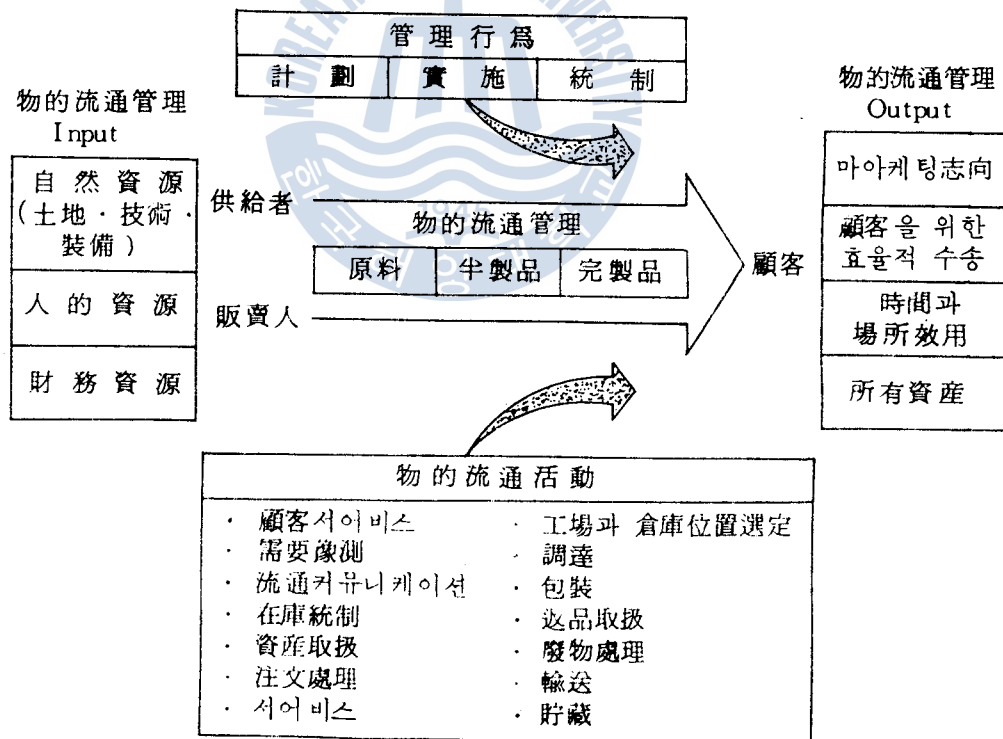 管理行爲
計劃 實施 統制
物的流通管理
Input
自然資源
(土地·技術·
裝備)
人的資源
財務資源
供給者
物的流通管理
原料 半製品 完製品
販賣人
顧客
物的流通管理
Output
마아케팅志向
顧客을 위한
효율적 수송
時間과
場所效用
所有資産
物的流通活動
· 顧客서어비스
· 需要豫測
· 流通커뮤니케이션
· 在庫統制
· 資産取扱
· 注文處理
· 서어비스
· 工場과 倉庫位置選定
· 調達
· 包裝
· 返品取扱
· 廢物處理
· 輸送
· 貯藏